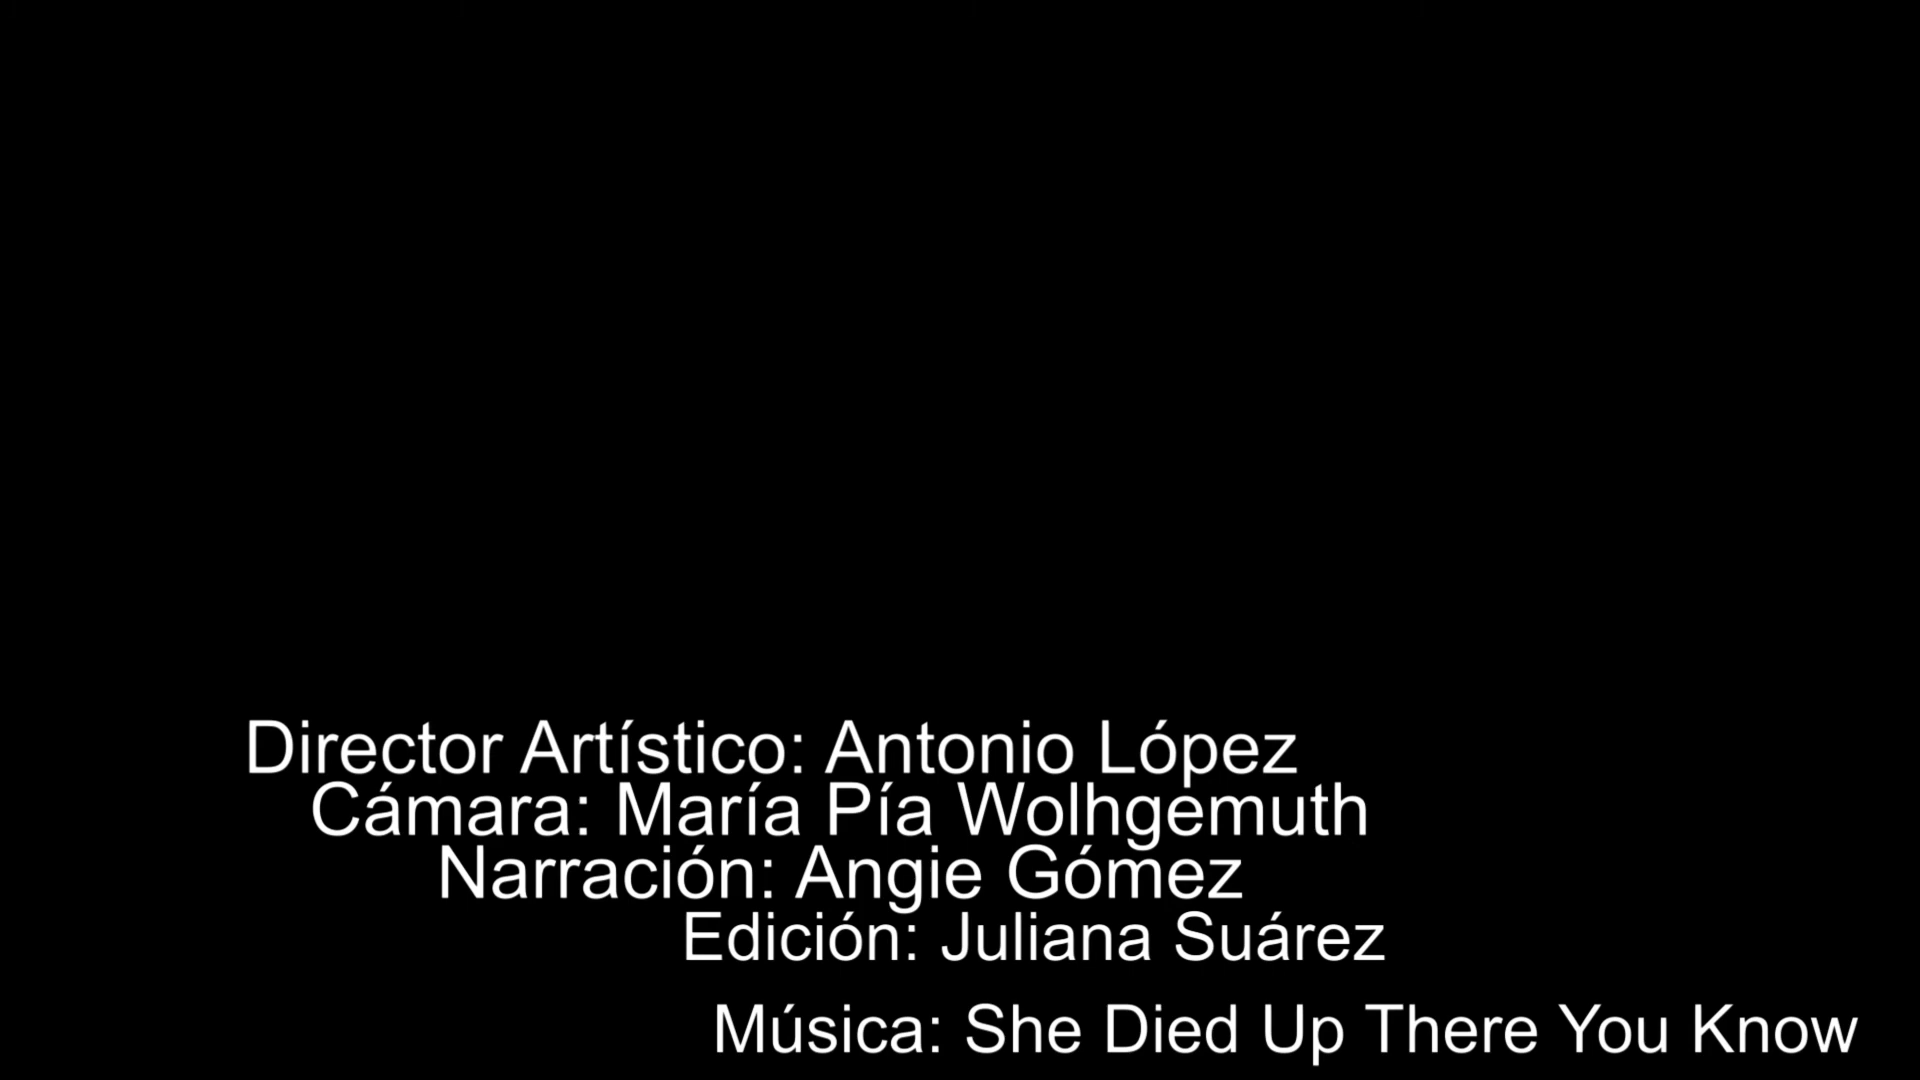 Director Artístico: Antonio López
Cámara: María Pía Wolhgemuth
Narración: Angie Gómez
Edición: Juliana Suárez
Música: She Died Up There You Know